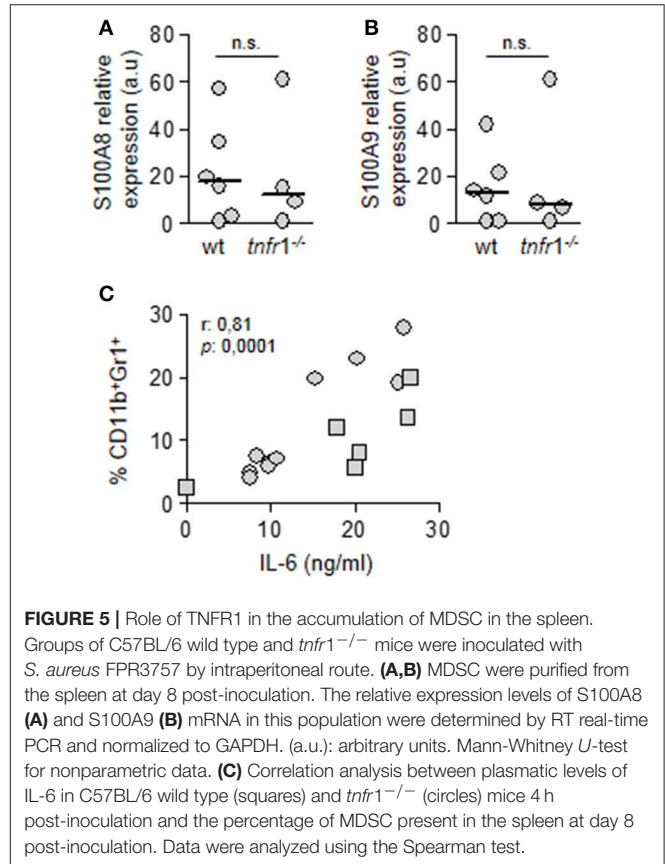 A
B
n.s.
n.s.
S100A8 relative
expression (a.u)
80
60
40
20
0
wt tnfr1-/-
S100A9 relative
expression (a.u)
80
60
40
20
0
wt tnfr1-/-
C
r: 0,81
p: 0,0001
% CD11b+Gr1+
30
20
10
0
0 10 20 30
IL-6 (ng/ml)
FIGURE 5 | Role of TNFR1 in the accumulation of MDSC in the spleen.
Groups of C57BL/6 wild type and tnfr1−/− mice were inoculated with
S. aureus FPR3757 by intraperitoneal route. (A,B) MDSC were purified from
the spleen at day 8 post-inoculation. The relative expression levels of S100A8
(A) and S100A9 (B) mRNA in this population were determined by RT real-time
PCR and normalized to GAPDH. (a.u.): arbitrary units. Mann-Whitney U-test
for nonparametric data. (C) Correlation analysis between plasmatic levels of
IL-6 in C57BL/6 wild type (squares) and tnfr1−/− (circles) mice 4 h
post-inoculation and the percentage of MDSC present in the spleen at day 8
post-inoculation. Data were analyzed using the Spearman test.